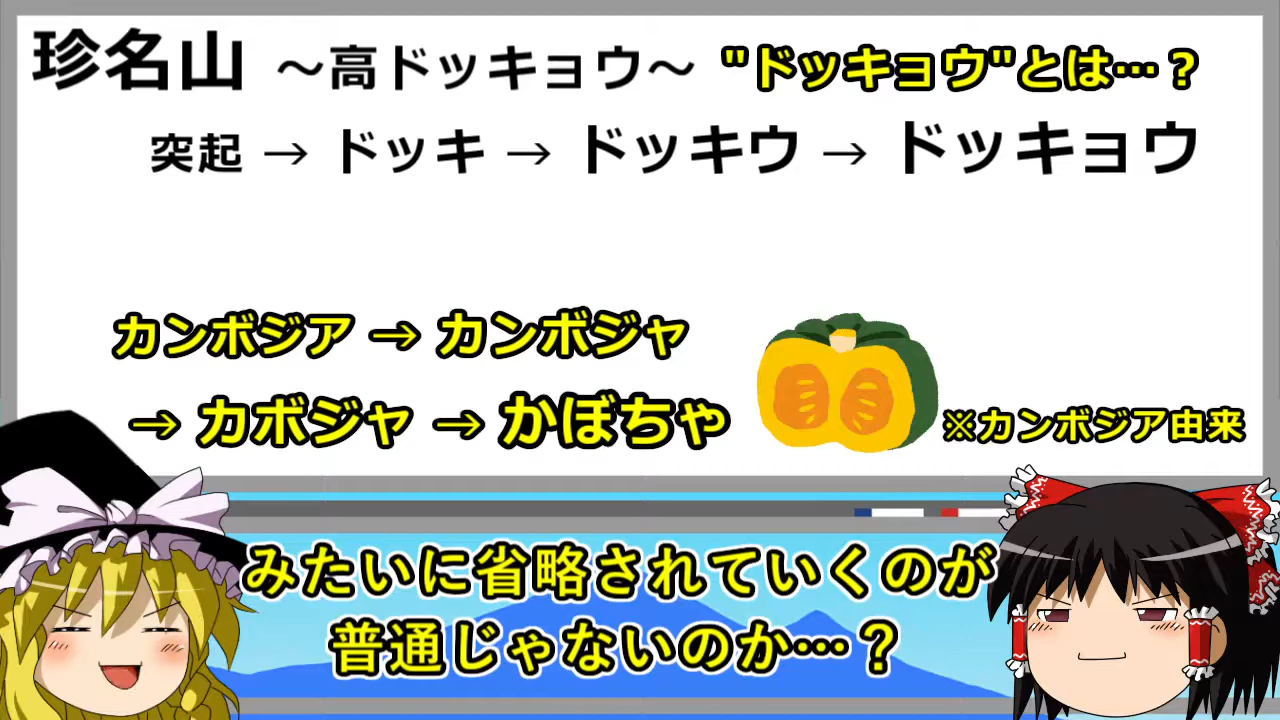 珍名山 ～高ドッキョウ～ "ドッキョウ"とは…？
突起 → ドッキ → ドッキウ → ドッキョウ
カンボジア → カンボジャ
→ カボジャ → かぼちゃ ※カンボジア由来
みたいに省略されていくのが
普通じゃないのか…？